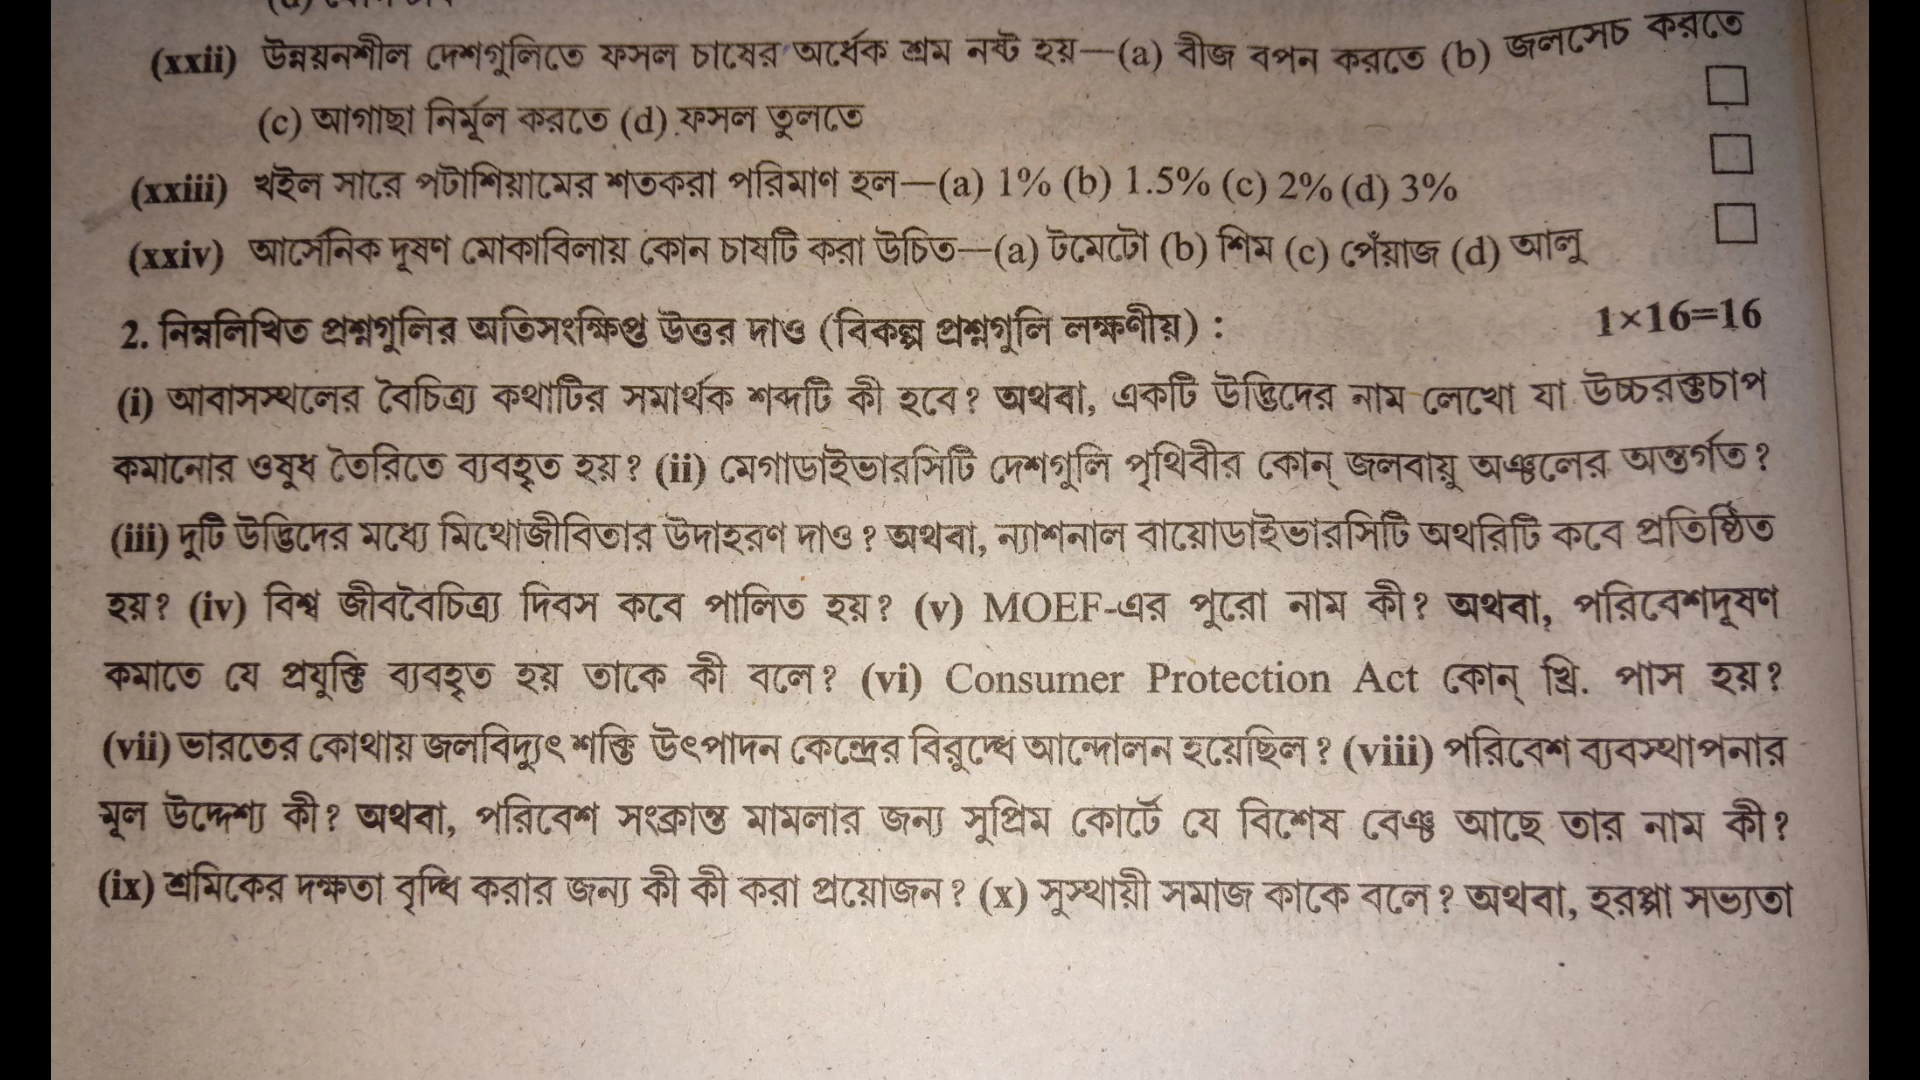 (xxii) উন্নয়নশীল দেশগুলিতে ফসল চাষের অর্ধেক শ্রম নষ্ট হয়—(a) বীজ বপন করতে (b) জলসেচ করতে
(c) আগাছা নির্মূল করতে (d) ফসল তুলতে
(xxiii) খইল সারে পটাশিয়ামের শতকরা পরিমাণ হল—(a) 1% (b) 1.5% (c) 2% (d) 3%
(xxiv) আর্সেনিক দূষণ মোকাবিলায় কোন চাষটি করা উচিত—(a) টমেটো (b) শিম (c) পেঁয়াজ (d) আলু
2. নিম্নলিখিত প্রশ্নগুলির অতিসংক্ষিপ্ত উত্তর দাও (বিকল্প প্রশ্নগুলি লক্ষণীয়) : 1×16=16
(i) আবাসস্থলের বৈচিত্র্য কথাটির সমার্থক শব্দটি কী হবে? অথবা, একটি উদ্ভিদের নাম লেখো যা উচ্চরক্তচাপ
কমানোর ওষুধ তৈরিতে ব্যবহৃত হয়? (ii) মেগাডাইভারসিটি দেশগুলি পৃথিবীর কোন্ জলবায়ু অঞ্চলের অন্তর্গত?
(iii) দুটি উদ্ভিদের মধ্যে মিথোজীবিতার উদাহরণ দাও? অথবা, ন্যাশনাল বায়োডাইভারসিটি অথরিটি কবে প্রতিষ্ঠিত
হয়? (iv) বিশ্ব জীববৈচিত্র্য দিবস কবে পালিত হয়? (v) MOEF-এর পুরো নাম কী? অথবা, পরিবেশদূষণ
কমাতে যে প্রযুক্তি ব্যবহৃত হয় তাকে কী বলে? (vi) Consumer Protection Act কোন্ খ্রি. পাস হয়?
(vii) ভারতের কোথায় জলবিদ্যুৎ শক্তি উৎপাদন কেন্দ্রের বিরুদ্ধে আন্দোলন হয়েছিল? (viii) পরিবেশ ব্যবস্থাপনার
মূল উদ্দেশ্য কী? অথবা, পরিবেশ সংক্রান্ত মামলার জন্য সুপ্রিম কোর্টে যে বিশেষ বেঞ্চ আছে তার নাম কী?
(ix) শ্রমিকের দক্ষতা বৃদ্ধি করার জন্য কী কী করা প্রয়োজন? (x) সুস্থায়ী সমাজ কাকে বলে? অথবা, হরপ্পা সভ্যতা